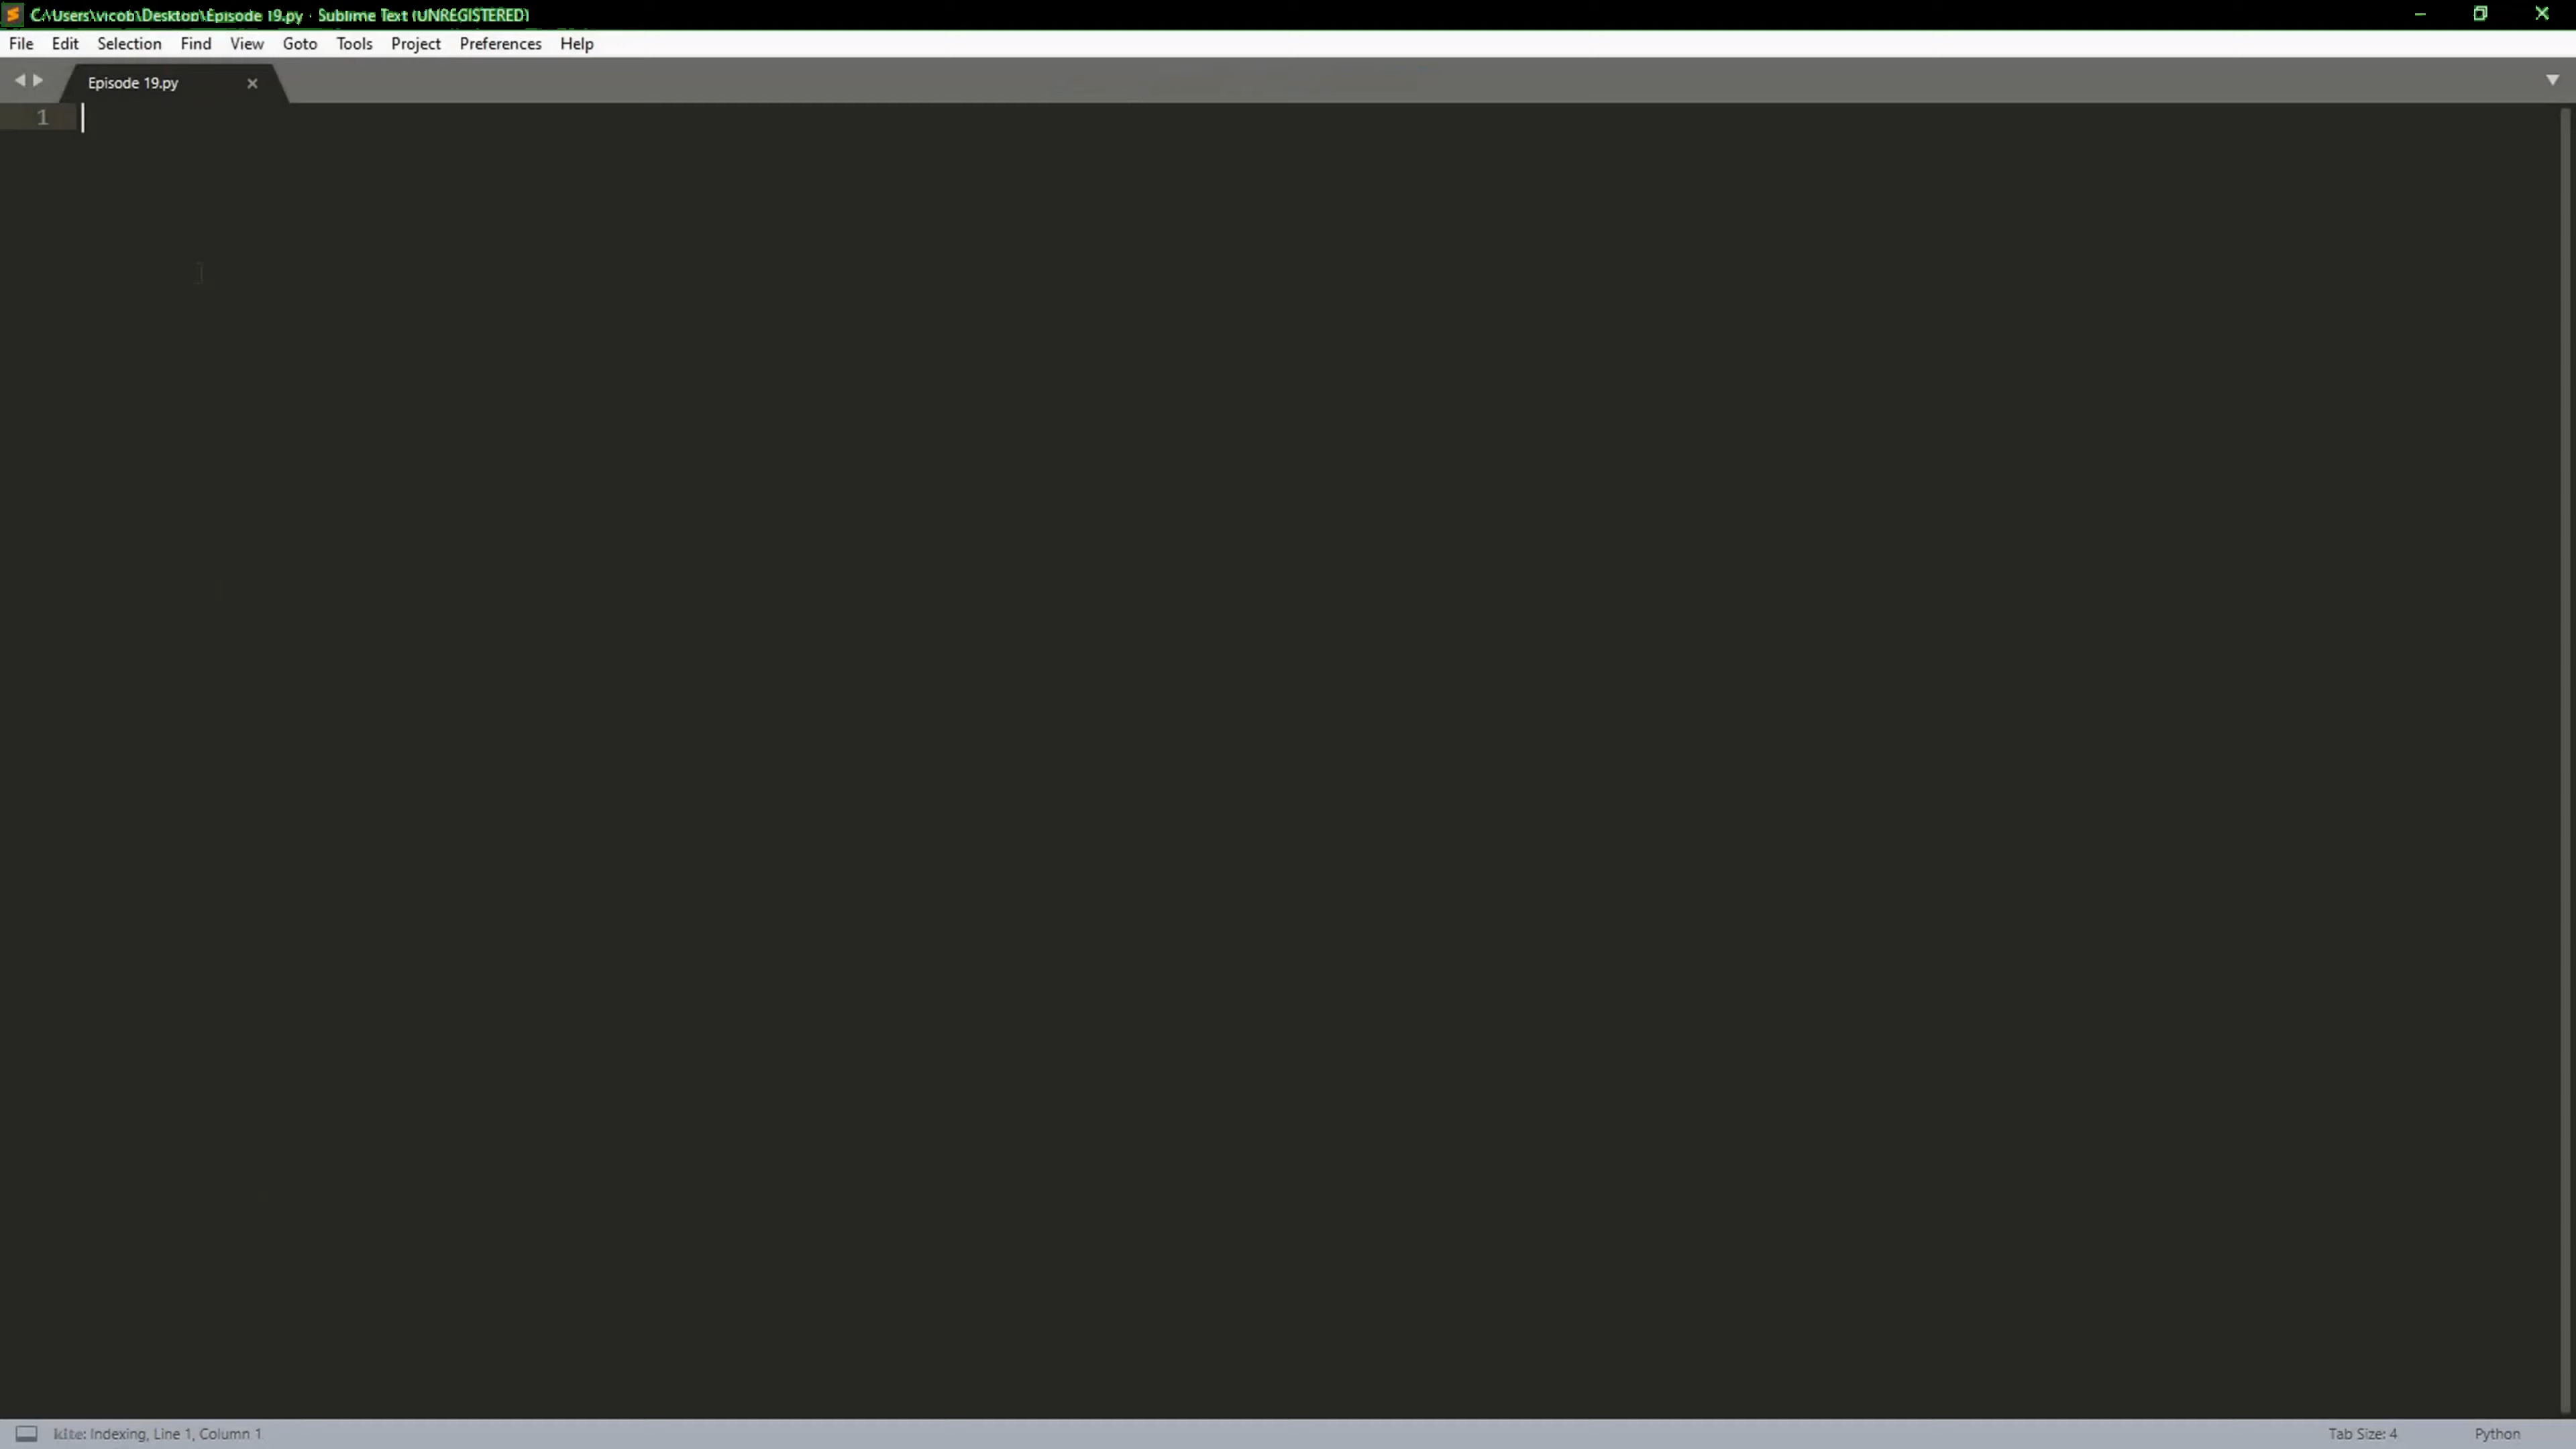 C:\Users\vicob\Desktop\Episode 19.py - Sublime Text (UNREGISTERED)
File Edit Selection Find View Goto Tools Project Preferences Help
Episode 19.py
1
kite: Indexing, Line 1, Column 1 Tab Size: 4 Python